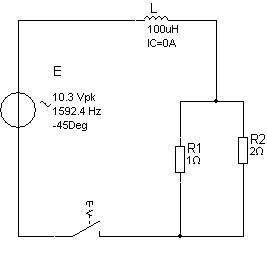 L
100uH
IC=0A
E
10.3 Vpk
1592.4 Hz
-45Deg
R1
1Ω
R2
2Ω